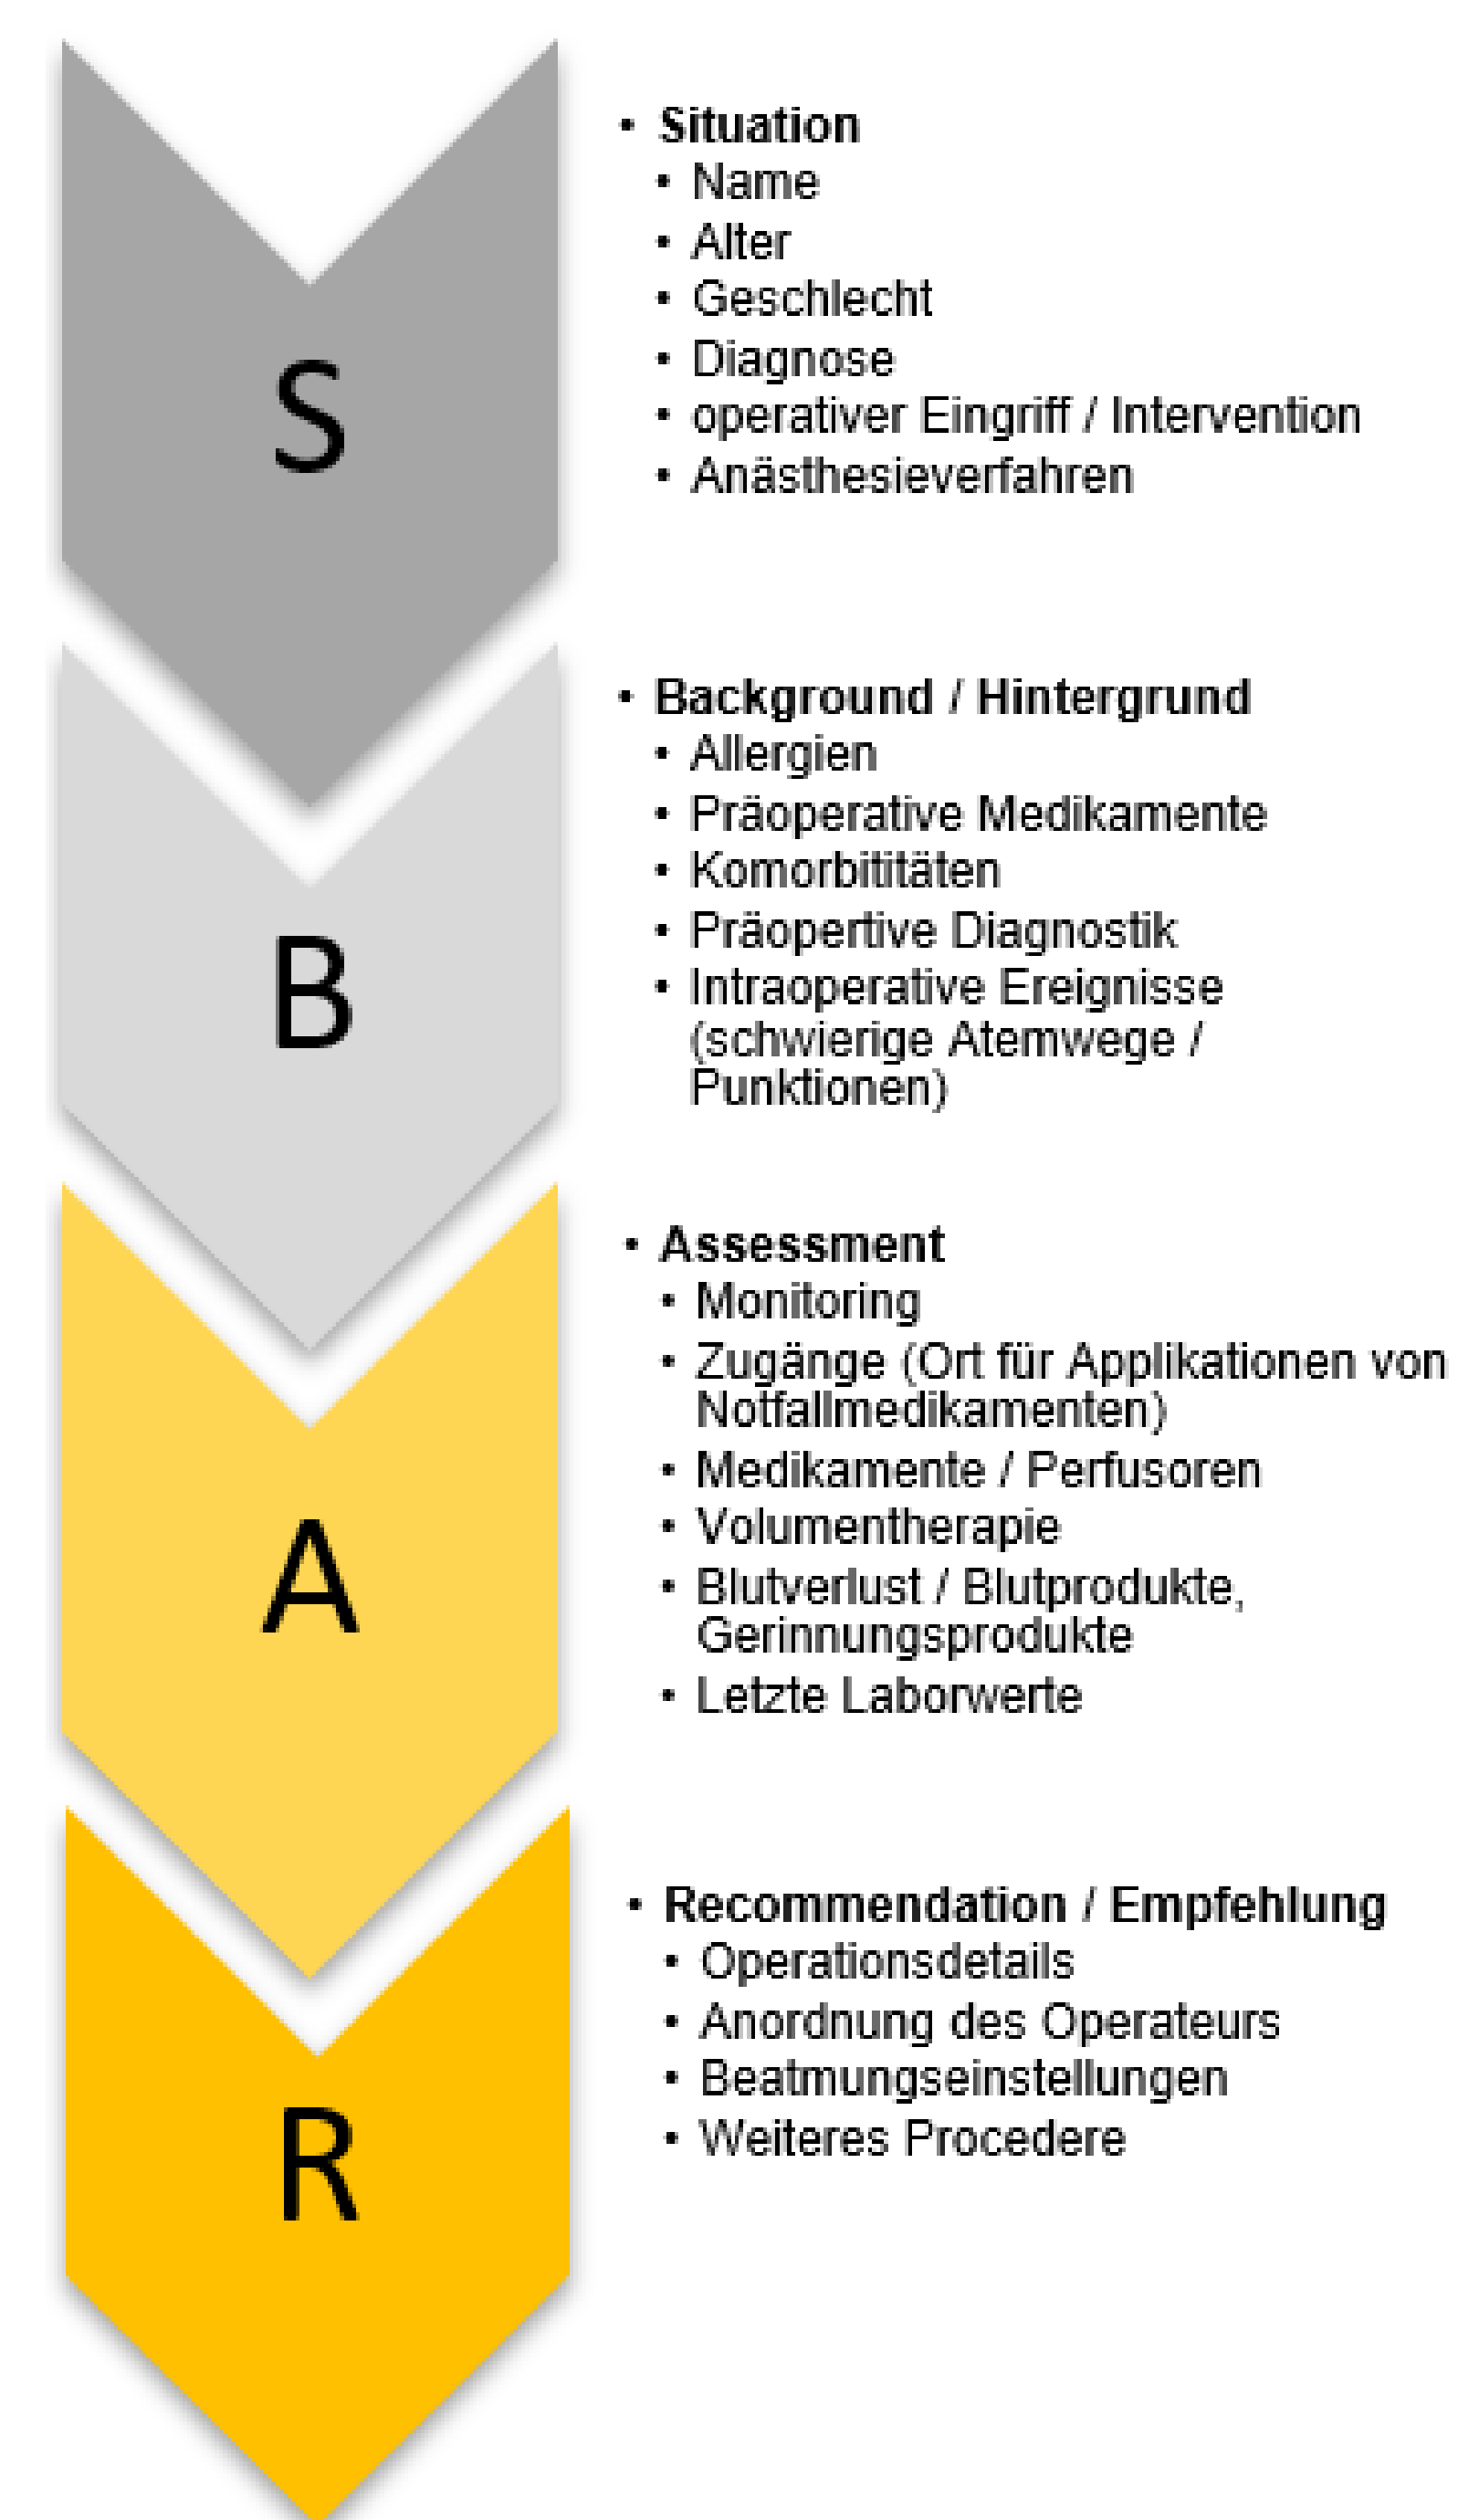 S
• Situation
• Name
• Alter
• Geschlecht
• Diagnose
• operativer Eingriff / Intervention
• Anästhesieverfahren
B
• Background / Hintergrund
• Allergien
• Präoperative Medikamente
• Komorbititäten
• Präopertive Diagnostik
• Intraoperative Ereignisse
(schwierige Atemwege /
Punktionen)
A
• Assessment
• Monitoring
• Zugänge (Ort für Applikationen von
Notfallmedikamenten)
• Medikamente / Perfusoren
• Volumentherapie
• Blutverlust / Blutprodukte,
Gerinnungsprodukte
• Letzte Laborwerte
R
• Recommendation / Empfehlung
• Operationsdetails
• Anordnung des Operateurs
• Beatmungseinstellungen
• Weiteres Procedere